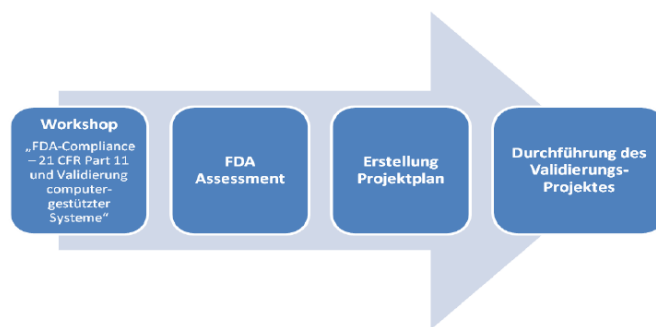 Workshop
„FDA-Compliance
– 21 CFR Part 11
und Validierung
computer-
gestützter
Systeme“
FDA
Assessment
Erstellung
Projektplan
Durchführung des
Validierungs-
Projektes